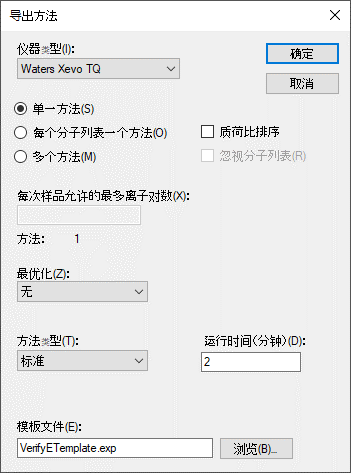 导出方法
仪器类型(I):
确定
Waters Xevo TQ
取消
单一方法(S)
每个分子列表一个方法(O)
质荷比排序
多个方法(M)
忽视分子列表(R)
每次样品允许的最多离子对数(X):
方法: 1
最优化(Z):
无
方法类型(T):
运行时间(分钟)(D):
标准
2
模板文件(E):
VerifyETemplate.exp
浏览(B)...